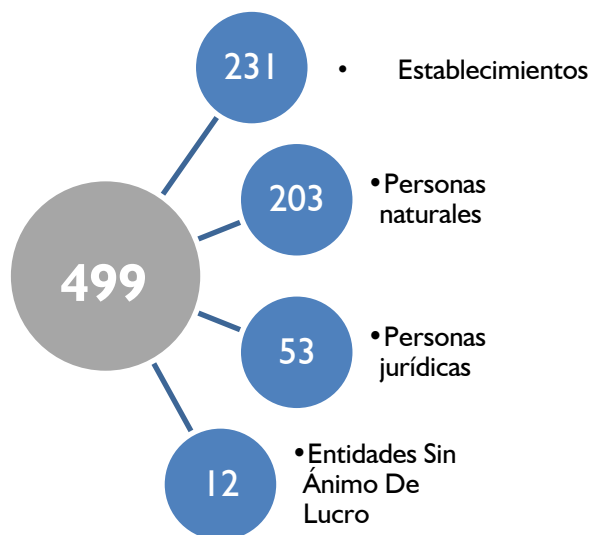 231
• Establecimientos
203
• Personas
naturales
499
53
• Personas
jurídicas
12
• Entidades Sin
Ánimo De
Lucro